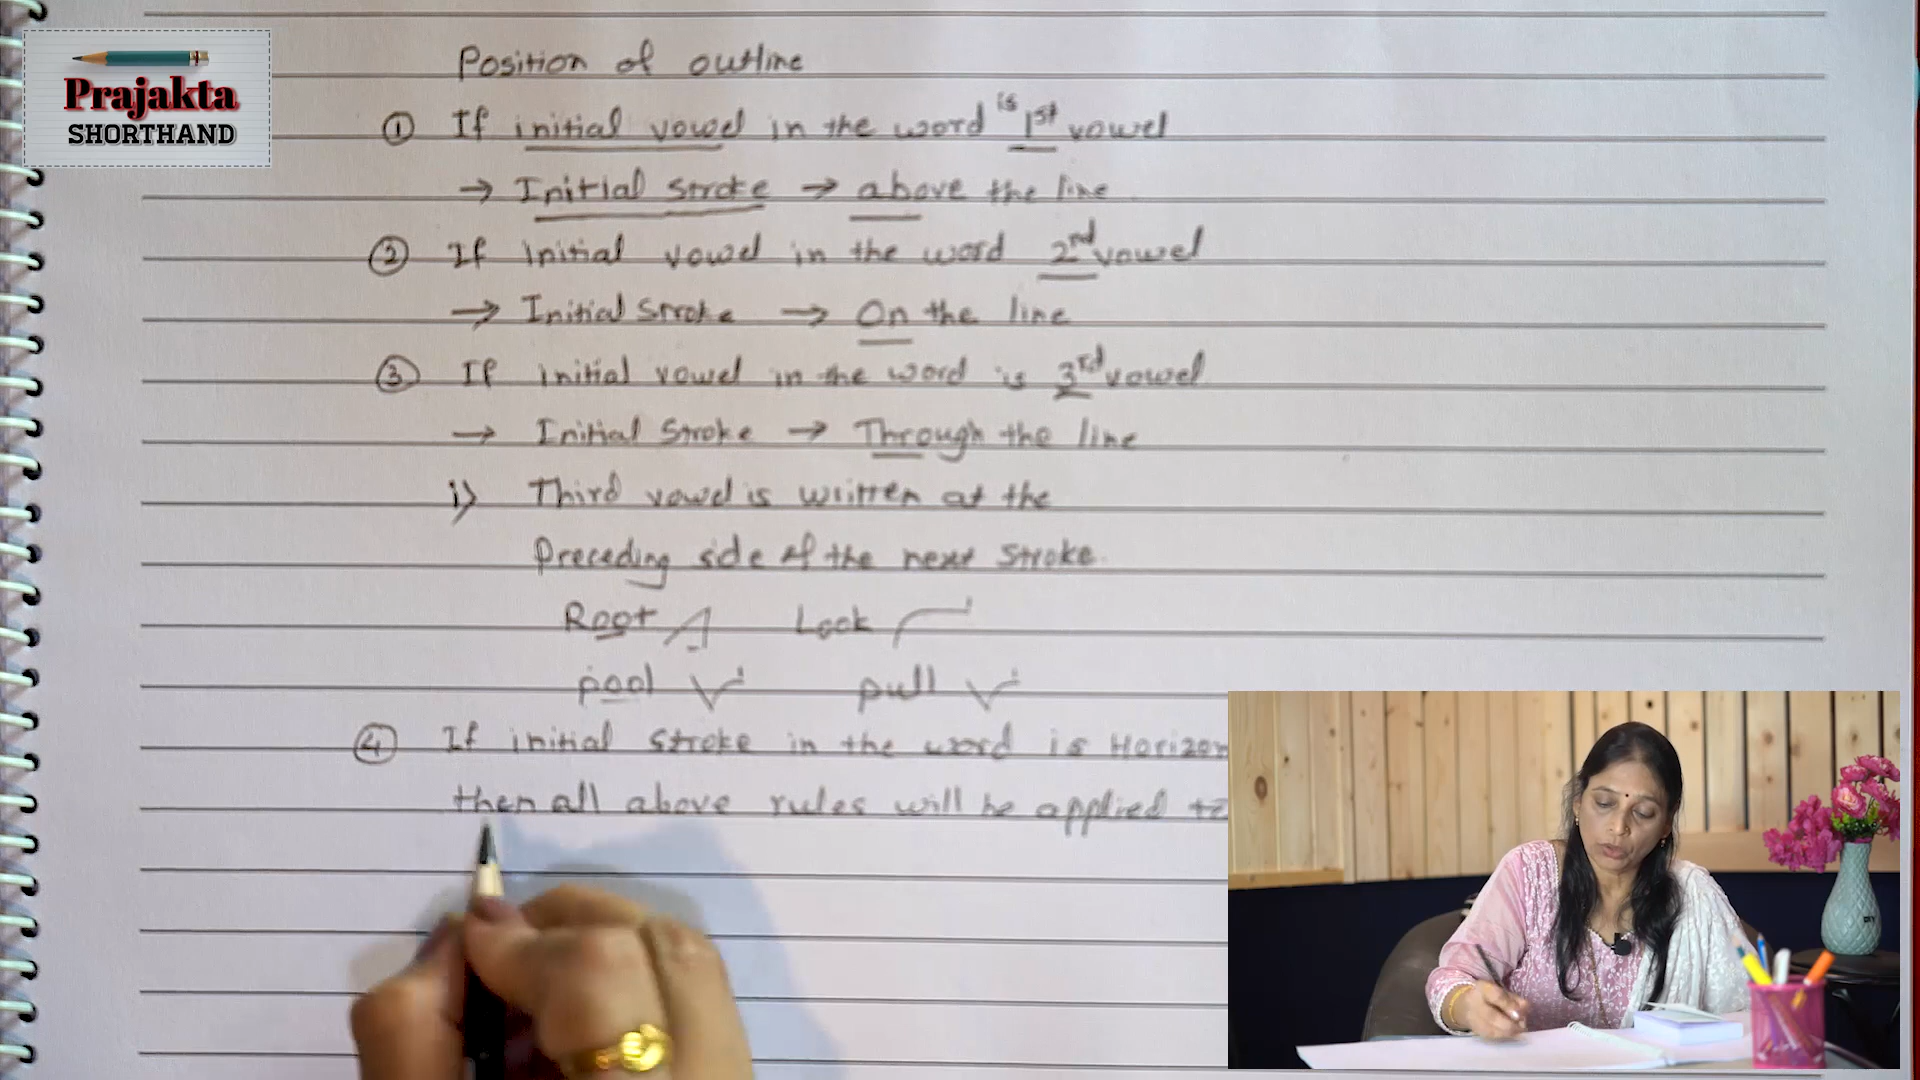 Prajakta
SHORTHAND
Position of outline
① If initial vowel in the word is 1st vowel
→ Initial stroke → above the line
② If initial vowel in the word 2nd vowel
→ Initial stroke → On the line
③ If initial vowel in the word is 3rd vowel
→ Initial stroke → Through the line
i) Third vowel is written at the
preceding side of the next stroke.
Root Look
pool pull
④ If initial stroke in the word is Horizon
then all above rules will be applied to